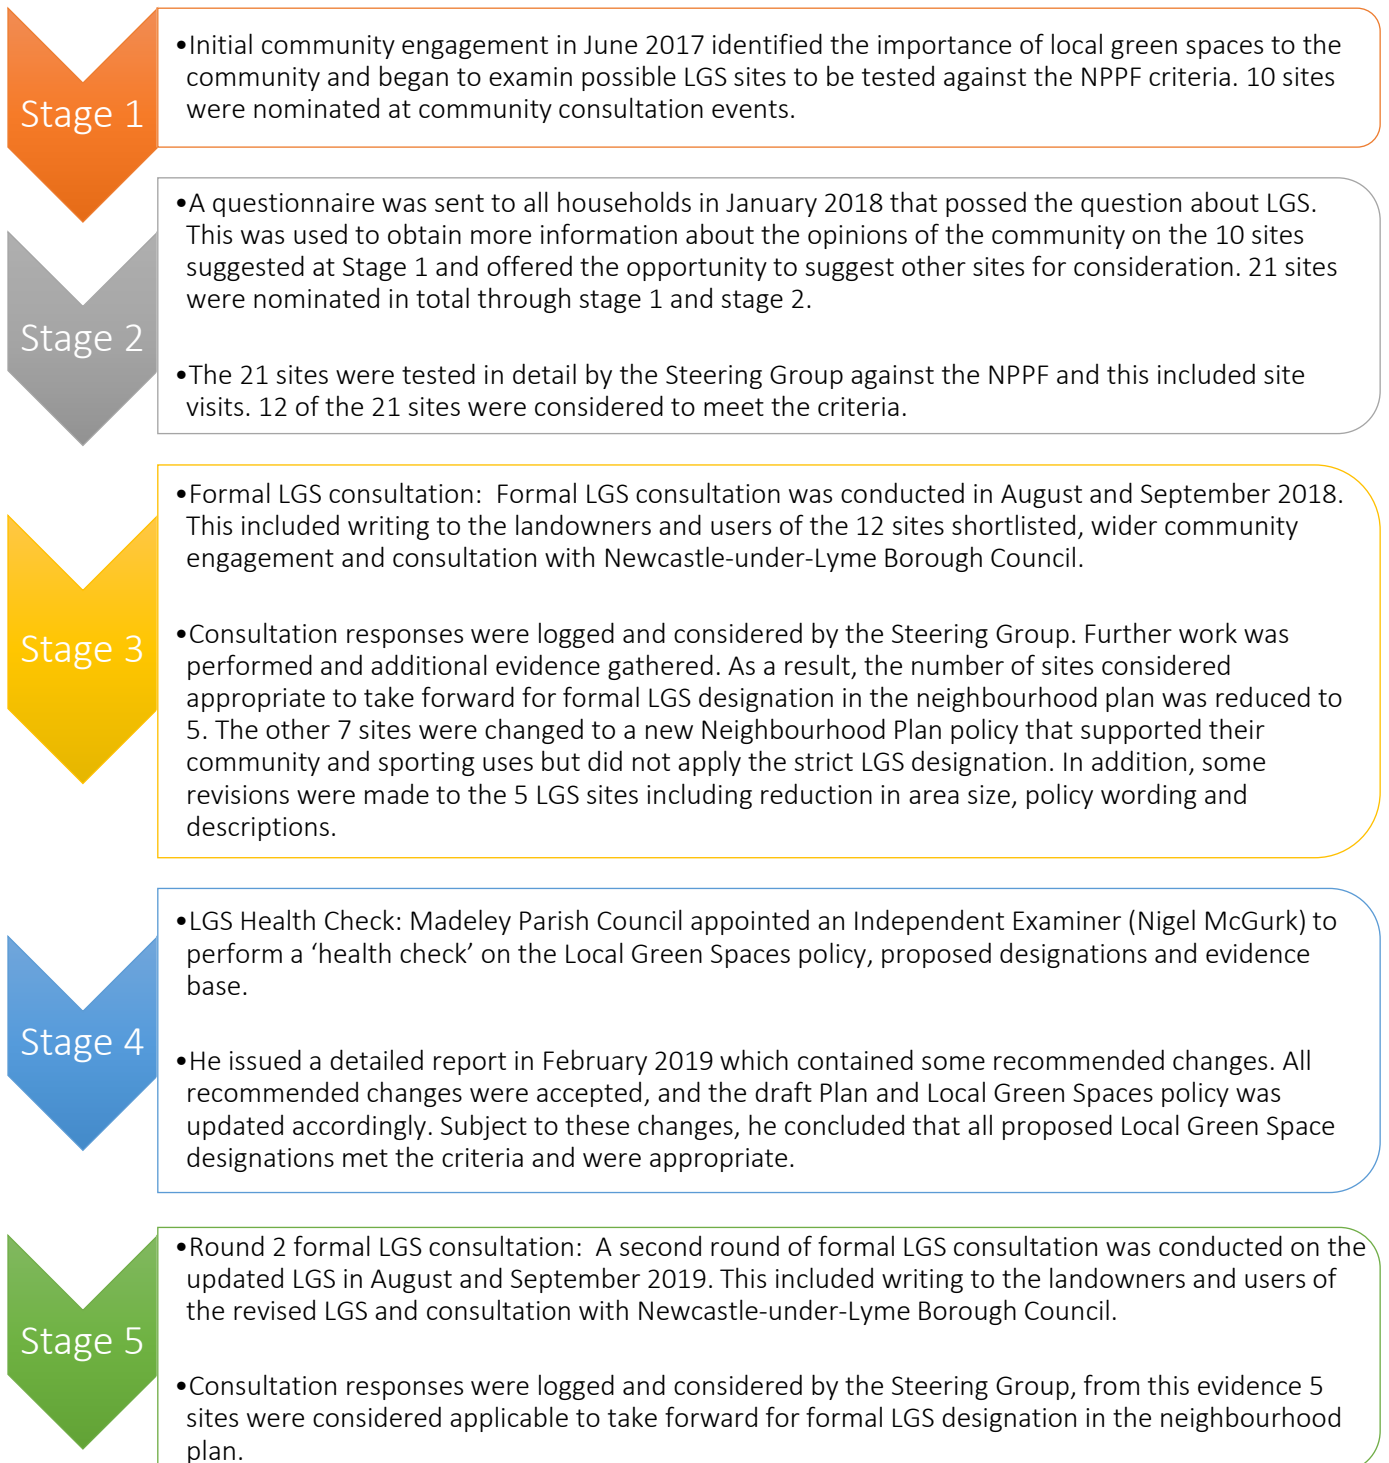 Stage 1
•Initial community engagement in June 2017 identified the importance of local green spaces to the
community and began to examin possible LGS sites to be tested against the NPPF criteria. 10 sites
were nominated at community consultation events.
Stage 2
•A questionnaire was sent to all households in January 2018 that possed the question about LGS.
This was used to obtain more information about the opinions of the community on the 10 sites
suggested at Stage 1 and offered the opportunity to suggest other sites for consideration. 21 sites
were nominated in total through stage 1 and stage 2.
•The 21 sites were tested in detail by the Steering Group against the NPPF and this included site
visits. 12 of the 21 sites were considered to meet the criteria.
Stage 3
•Formal LGS consultation:  Formal LGS consultation was conducted in August and September 2018.
This included writing to the landowners and users of the 12 sites shortlisted, wider community
engagement and consultation with Newcastle-under-Lyme Borough Council.
•Consultation responses were logged and considered by the Steering Group. Further work was
performed and additional evidence gathered. As a result, the number of sites considered
appropriate to take forward for formal LGS designation in the neighbourhood plan was reduced to
5. The other 7 sites were changed to a new Neighbourhood Plan policy that supported their
community and sporting uses but did not apply the strict LGS designation. In addition, some
revisions were made to the 5 LGS sites including reduction in area size, policy wording and
descriptions.
Stage 4
•LGS Health Check: Madeley Parish Council appointed an Independent Examiner (Nigel McGurk) to
perform a ‘health check’ on the Local Green Spaces policy, proposed designations and evidence
base.
•He issued a detailed report in February 2019 which contained some recommended changes. All
recommended changes were accepted, and the draft Plan and Local Green Spaces policy was
updated accordingly. Subject to these changes, he concluded that all proposed Local Green Space
designations met the criteria and were appropriate.
Stage 5
•Round 2 formal LGS consultation:  A second round of formal LGS consultation was conducted on the
updated LGS in August and September 2019. This included writing to the landowners and users of
the revised LGS and consultation with Newcastle-under-Lyme Borough Council.
•Consultation responses were logged and considered by the Steering Group, from this evidence 5
sites were considered applicable to take forward for formal LGS designation in the neighbourhood
plan.